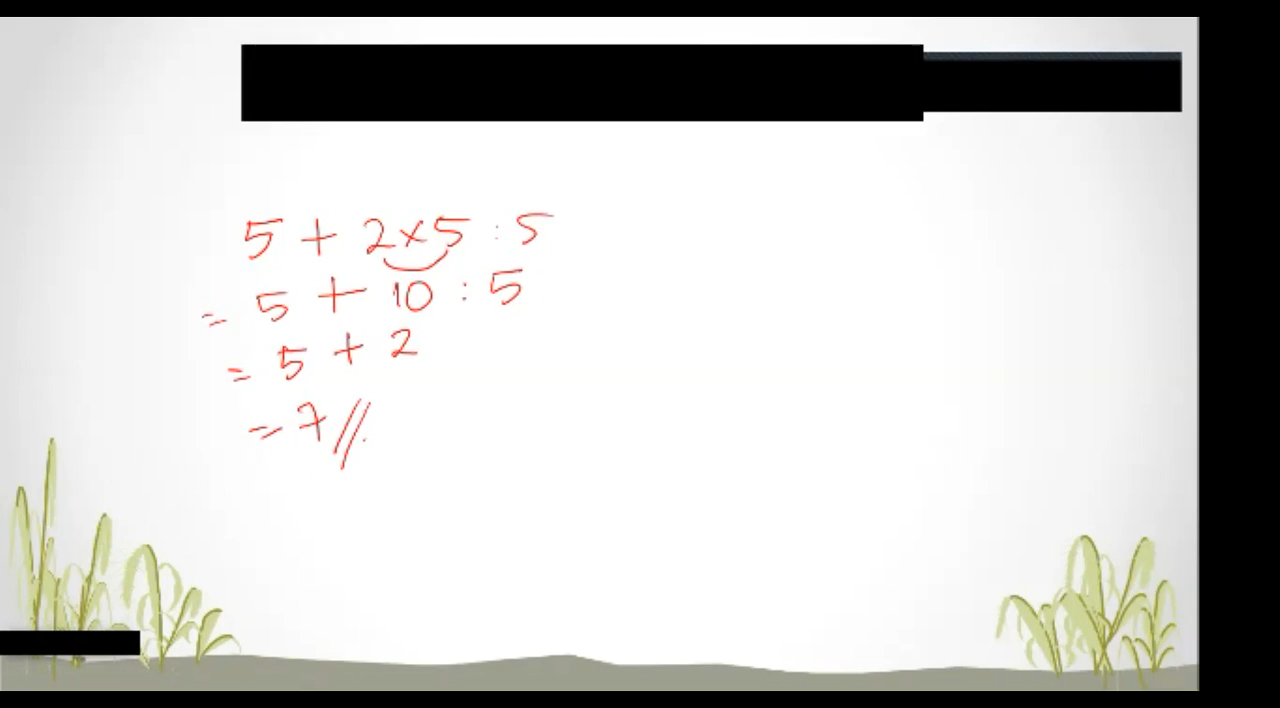 5 + 2 × 5 : 5
= 5 + 10 : 5
= 5 + 2
= 7 //.